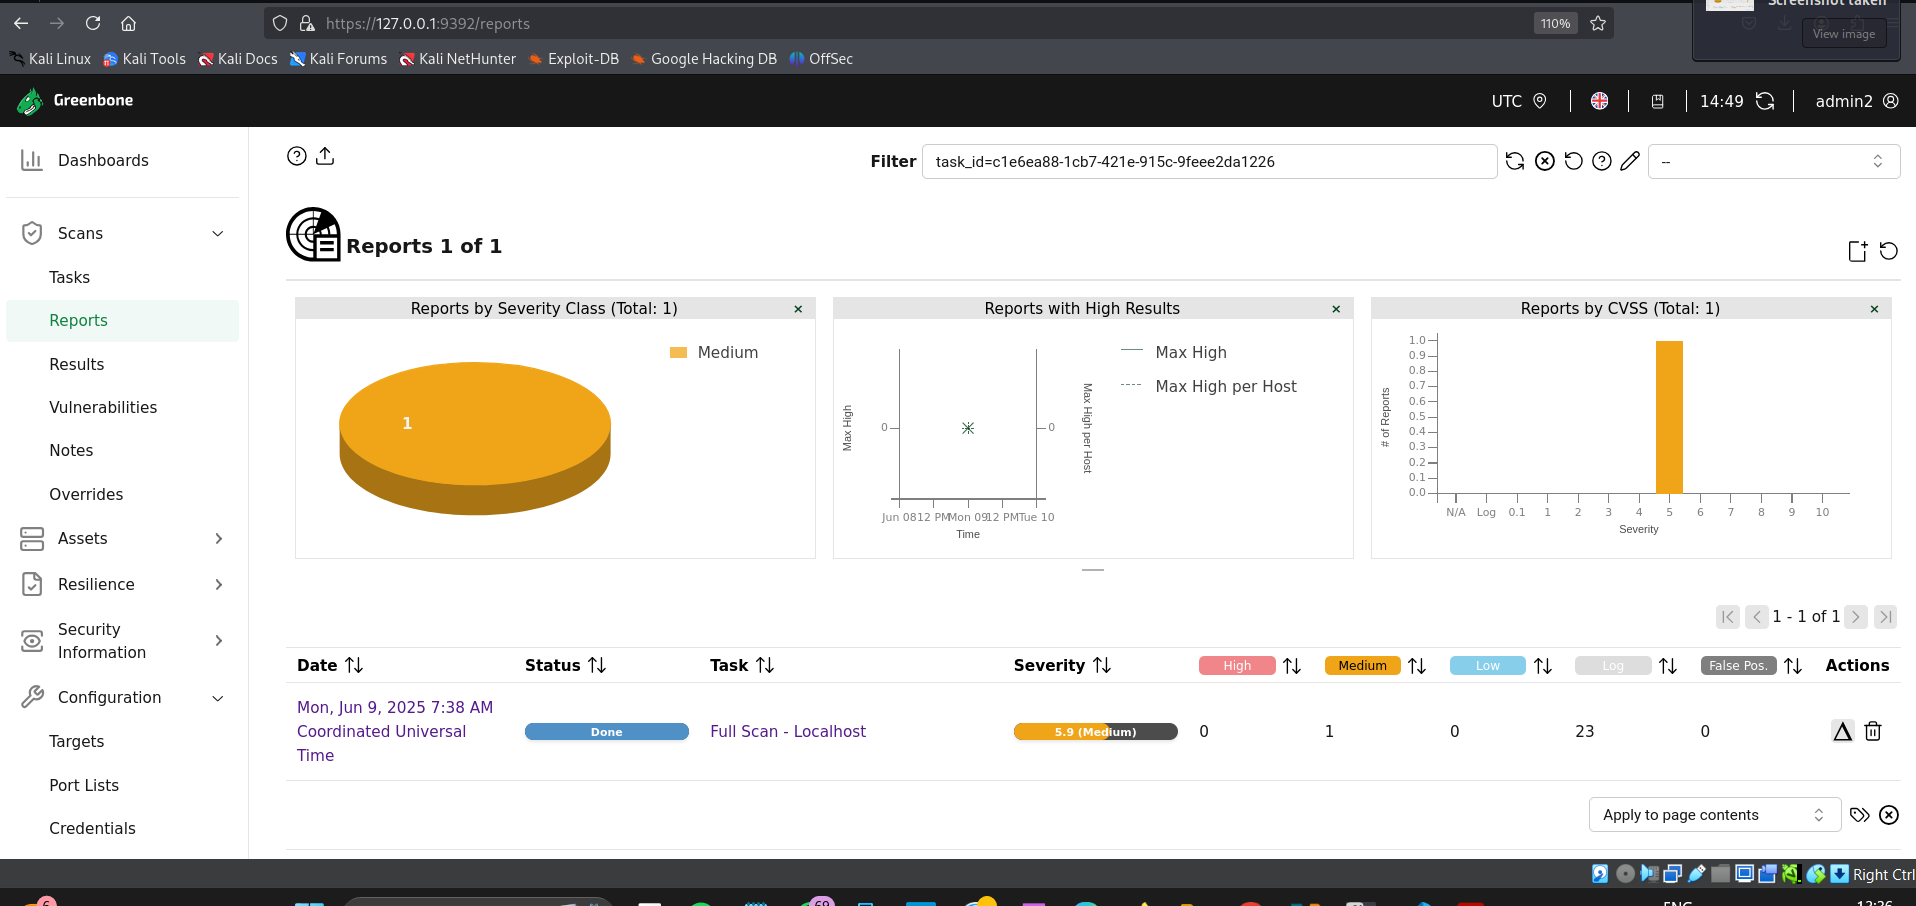 Screenshot taken
https://127.0.0.1:9392/reports
110%
View image
Kali Linux Kali Tools Kali Docs Kali Forums Kali NetHunter Exploit-DB Google Hacking DB OffSec
Greenbone
UTC 14:49 admin2
Dashboards
Scans
Tasks
Reports
Results
Vulnerabilities
Notes
Overrides
Assets
Resilience
Security
Information
Configuration
Targets
Port Lists
Credentials
Filter task_id=c1e6ea88-1cb7-421e-915c-9feee2da1226 --
Reports 1 of 1
Reports by Severity Class (Total: 1) ×
Medium
1
Reports with High Results ×
Max High
Max High per Host
Max High
0
0
Max High per Host
Jun 08 12 PM Mon 09 12 PM Tue 10
Time
Reports by CVSS (Total: 1) ×
# of Reports
1.0
0.9
0.8
0.7
0.6
0.5
0.4
0.3
0.2
0.1
0.0
N/A Log 0.1 1 2 3 4 5 6 7 8 9 10
Severity
1 - 1 of 1
Date Status Task Severity High Medium Low Log False Pos. Actions
Mon, Jun 9, 2025 7:38 AM
Coordinated Universal
Time
Done Full Scan - Localhost 5.9 (Medium) 0 1 0 23 0
Apply to page contents
Right Ctrl